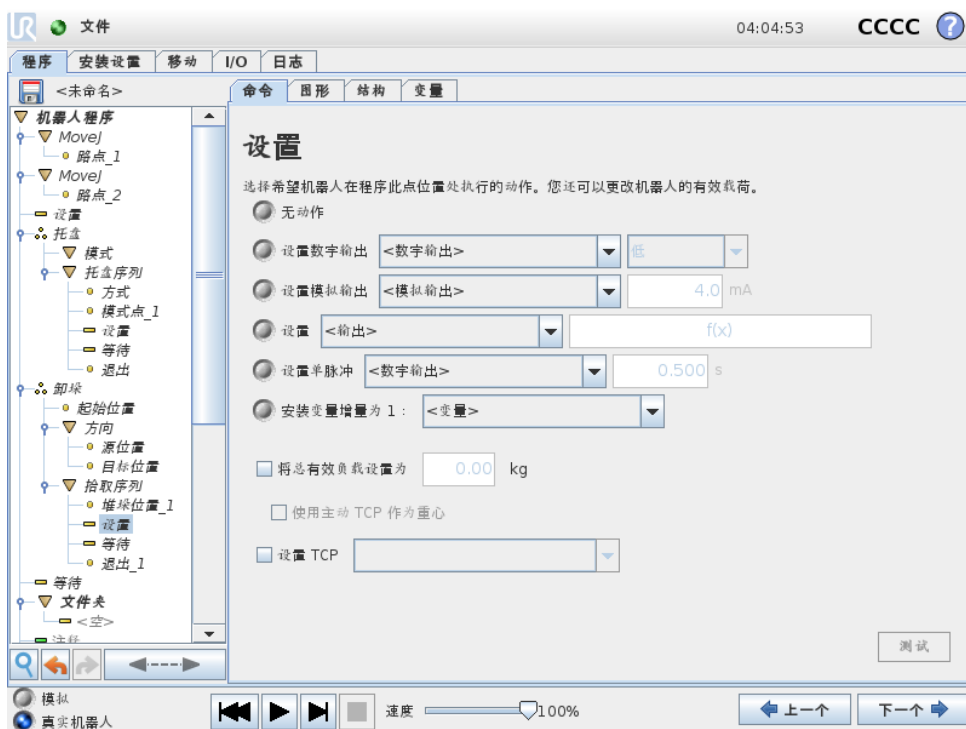 UR 文件 04:04:53 CCCC ?
程序 安装设置 移动 I/O 日志
<未命名>
命令 图形 结构 变量
机器人程序
MoveJ
路点_1
MoveJ
路点_2
设置
托盘
模式
托盘序列
方式
模式点_1
设置
等待
退出
卸垛
起始位置
方向
源位置
目标位置
拾取序列
堆垛位置_1
设置
等待
退出_1
等待
文件夹
<空>
注释
设置
选择希望机器人在程序此点位置处执行的动作。您还可以更改机器人的有效载荷。
无动作
设置数字输出 <数字输出> 低
设置模拟输出 <模拟输出> 4.0 mA
设置 <输出> f(x)
设置单脉冲 <数字输出> 0.500 s
安装变量增量为 1： <变量>
将总有效负载设置为 0.00 kg
使用主动 TCP 作为重心
设置 TCP
测试
模拟
真实机器人
速度 100%
上一个 下一个